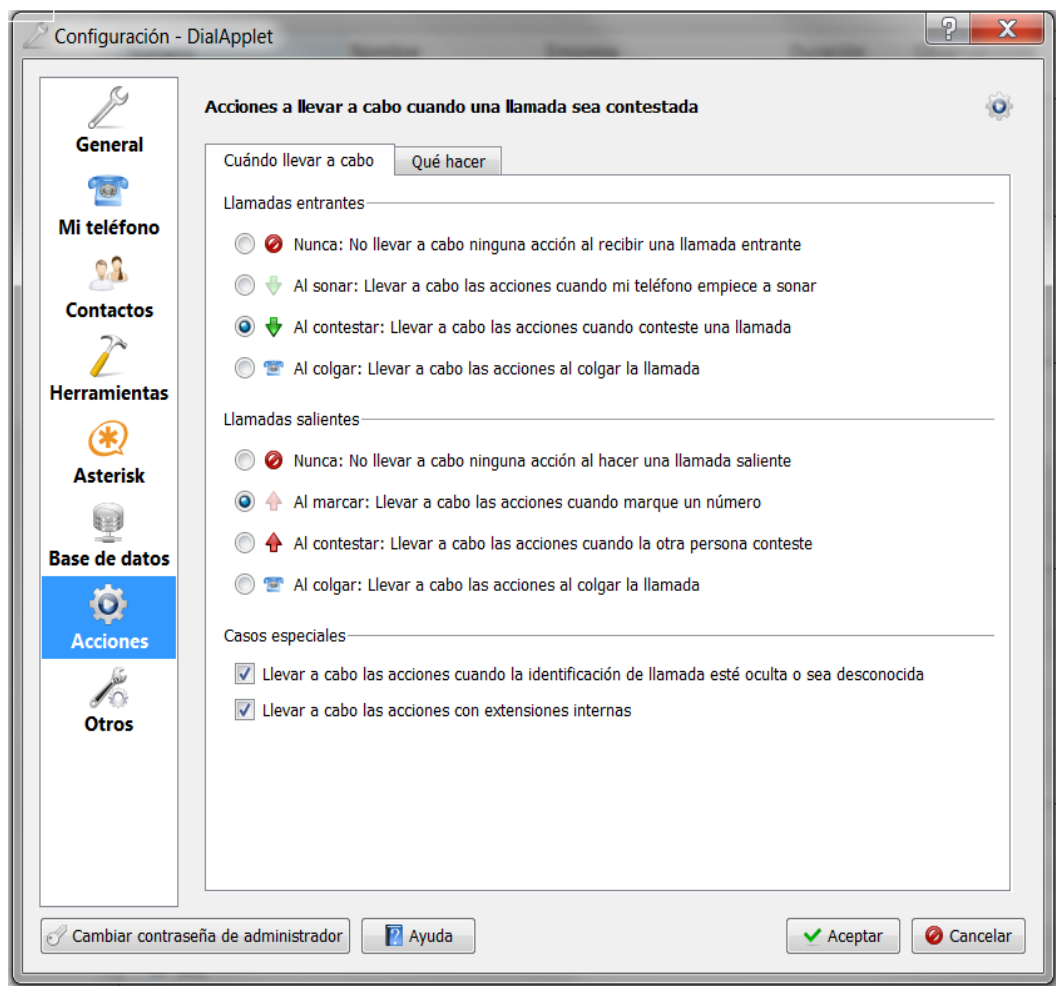 Configuración - DialApplet
General
Mi teléfono
Contactos
Herramientas
Asterisk
Base de datos
Acciones
Otros
Acciones a llevar a cabo cuando una llamada sea contestada
Cuándo llevar a cabo
Qué hacer
Llamadas entrantes
Nunca: No llevar a cabo ninguna acción al recibir una llamada entrante
Al sonar: Llevar a cabo las acciones cuando mi teléfono empiece a sonar
Al contestar: Llevar a cabo las acciones cuando conteste una llamada
Al colgar: Llevar a cabo las acciones al colgar la llamada
Llamadas salientes
Nunca: No llevar a cabo ninguna acción al hacer una llamada saliente
Al marcar: Llevar a cabo las acciones cuando marque un número
Al contestar: Llevar a cabo las acciones cuando la otra persona conteste
Al colgar: Llevar a cabo las acciones al colgar la llamada
Casos especiales
Llevar a cabo las acciones cuando la identificación de llamada esté oculta o sea desconocida
Llevar a cabo las acciones con extensiones internas
Cambiar contraseña de administrador
Ayuda
Aceptar
Cancelar